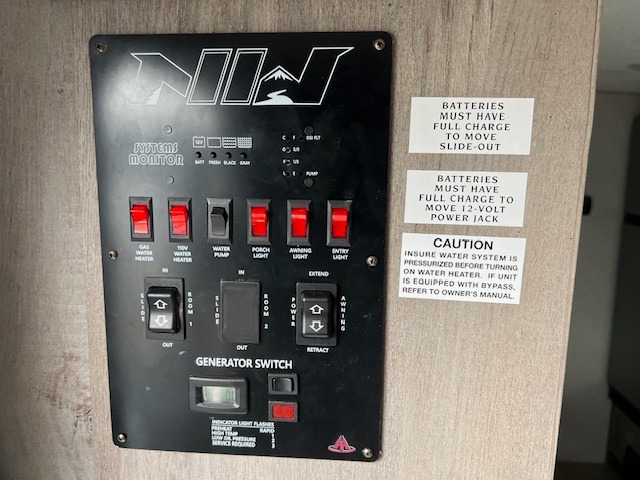 NW
12V
SYSTEMS
MONITOR
BATT FRESH BLACK GRAY
C F DSI FLT
G 2/3
F 1/3
L E PUMP
GAS
WATER
HEATER
110V
WATER
HEATER
WATER
PUMP
PORCH
LIGHT
AWNING
LIGHT
ENTRY
LIGHT
IN
SLIDE
ROOM 1
OUT
IN
SLIDE
ROOM 2
OUT
EXTEND
POWER
AWNING
RETRACT
GENERATOR SWITCH
INDICATOR LIGHT FLASHES
PREHEAT RAPID
HIGH TEMP 1
LOW OIL PRESSURE 2
SERVICE REQUIRED 3
BATTERIES
MUST HAVE
FULL CHARGE
TO MOVE
SLIDE-OUT
BATTERIES
MUST HAVE
FULL CHARGE TO
MOVE 12-VOLT
POWER JACK
CAUTION
INSURE WATER SYSTEM IS
PRESSURIZED BEFORE TURNING
ON WATER HEATER. IF UNIT
IS EQUIPPED WITH BYPASS,
REFER TO OWNER'S MANUAL.